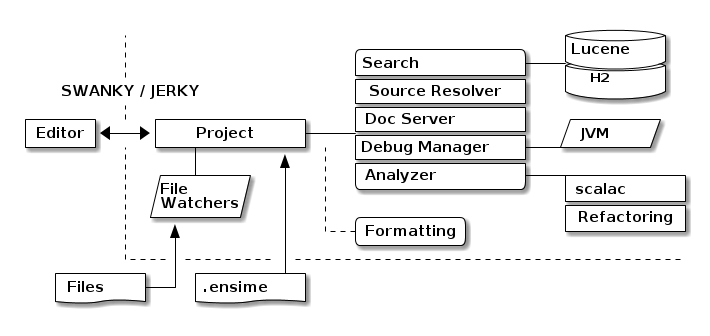 Search
Lucene
H2
SWANKY / JERKY
Source Resolver
Editor
Project
Doc Server
Debug Manager
JVM
Analyzer
File
Watchers
scalac
Refactoring
Formatting
Files
.ensime